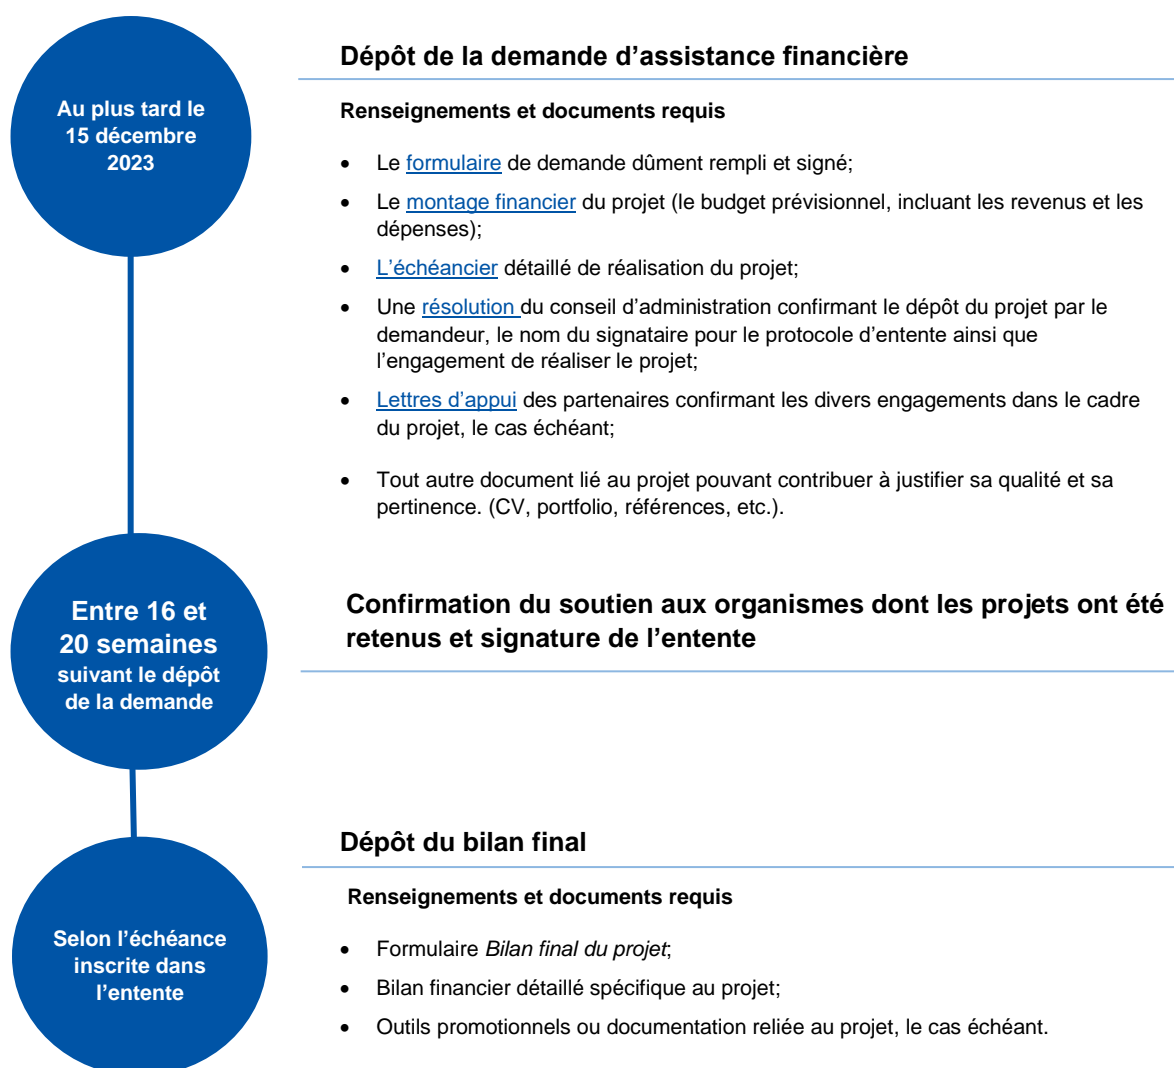 Au plus tard le
15 décembre
2023
Dépôt de la demande d’assistance financière
Renseignements et documents requis
• Le formulaire de demande dûment rempli et signé;
• Le montage financier du projet (le budget prévisionnel, incluant les revenus et les
dépenses);
• L’échéancier détaillé de réalisation du projet;
• Une résolution du conseil d’administration confirmant le dépôt du projet par le
demandeur, le nom du signataire pour le protocole d’entente ainsi que
l’engagement de réaliser le projet;
• Lettres d’appui des partenaires confirmant les divers engagements dans le cadre
du projet, le cas échéant;
• Tout autre document lié au projet pouvant contribuer à justifier sa qualité et sa
pertinence. (CV, portfolio, références, etc.).
Entre 16 et
20 semaines
suivant le dépôt
de la demande
Confirmation du soutien aux organismes dont les projets ont été
retenus et signature de l’entente
Selon l’échéance
inscrite dans
l’entente
Dépôt du bilan final
Renseignements et documents requis
• Formulaire Bilan final du projet;
• Bilan financier détaillé spécifique au projet;
• Outils promotionnels ou documentation reliée au projet, le cas échéant.